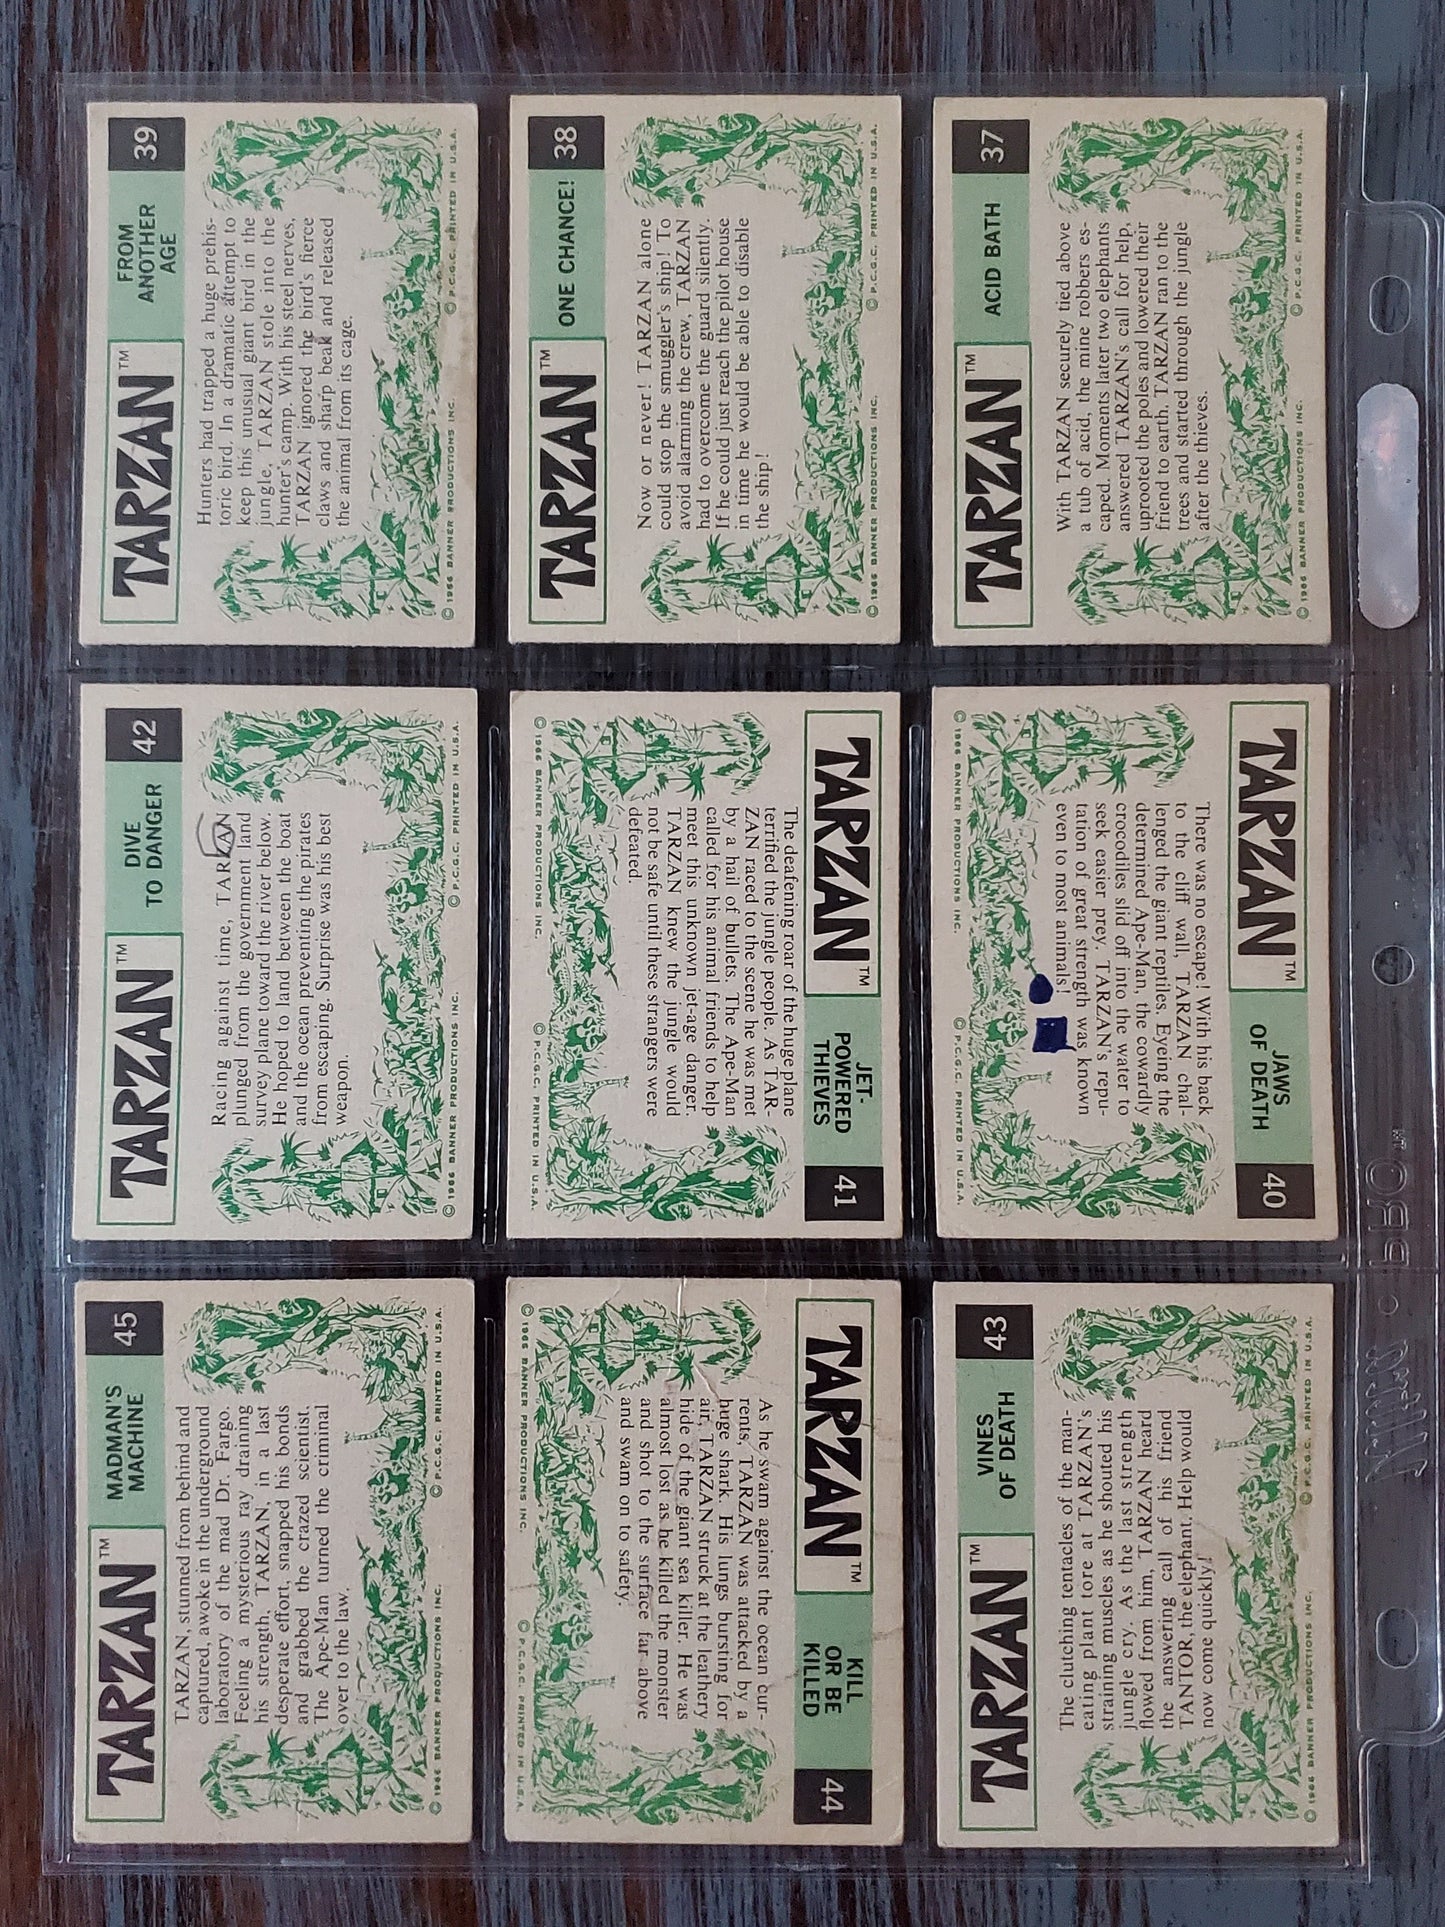 TARZAN™
ACID BATH
37
With TARZAN securely tied above
a tub of acid, the mine robbers es-
caped. Moments later two elephants
answered TARZAN's call for help,
uprooted the poles and lowered their
friend to earth. TARZAN ran to the
trees and started through the jungle
after the thieves.
© 1966 BANNER PRODUCTIONS INC. © P.C.G.C. PRINTED IN U.S.A.
TARZAN™
ONE CHANCE!
38
Now or never! TARZAN alone
could stop the smuggler's ship! To
avoid alarming the crew, TARZAN
had to overcome the guard silently.
If he could just reach the pilot house
in time he would be able to disable
the ship!
© 1966 BANNER PRODUCTIONS INC. © P.C.G.C. PRINTED IN U.S.A.
TARZAN™
FROM
ANOTHER
AGE
39
Hunters had trapped a huge prehis-
toric bird. In a dramatic attempt to
keep this unusual giant bird in the
jungle, TARZAN stole into the
hunter's camp. With his steel nerves,
TARZAN ignored the bird's fierce
claws and sharp beak and released
the animal from its cage.
© 1966 BANNER PRODUCTIONS INC. © P.C.G.C. PRINTED IN U.S.A.
TARZAN™
JAWS
OF DEATH
40
There was no escape! With his back
to the cliff wall, TARZAN chal-
lenged the giant reptiles. Eyeing the
determined Ape-Man, the cowardly
crocodiles slid off into the water to
seek easier prey. TARZAN's repu-
tation of great strength was known
even to most animals!
© 1966 BANNER PRODUCTIONS INC. © P.C.G.C. PRINTED IN U.S.A.
TARZAN™
JET-
POWERED
THIEVES
41
The deafening roar of the huge plane
terrified the jungle people. As TAR-
ZAN raced to the scene he was met
by a hail of bullets. The Ape-Man
called for his animal friends to help
meet this unknown jet-age danger.
TARZAN knew the jungle would
not be safe until these strangers were
defeated.
© 1966 BANNER PRODUCTIONS INC. © P.C.G.C. PRINTED IN U.S.A.
TARZAN™
DIVE
TO DANGER
42
Racing against time, TARZAN
plunged from the government land
survey plane toward the river below.
He hoped to land between the boat
and the ocean preventing the pirates
from escaping. Surprise was his best
weapon.
© 1966 BANNER PRODUCTIONS INC. © P.C.G.C. PRINTED IN U.S.A.
TARZAN™
VINES
OF DEATH
43
The clutching tentacles of the man-
eating plant tore at TARZAN's
straining muscles as he shouted his
jungle cry. As the last strength
flowed from him, TARZAN heard
the answering call of his friend
TANTOR, the elephant. Help would
now come quickly!
© 1966 BANNER PRODUCTIONS INC. © P.C.G.C. PRINTED IN U.S.A.
TARZAN™
KILL
OR BE
KILLED
44
As he swam against the ocean cur-
rents, TARZAN was attacked by a
huge shark. His lungs bursting for
air, TARZAN struck at the leathery
hide of the giant sea killer. He was
almost lost as he killed the monster
and shot to the surface far above
and swam on to safety.
© 1966 BANNER PRODUCTIONS INC. © P.C.G.C. PRINTED IN U.S.A.
TARZAN™
MADMAN'S
MACHINE
45
TARZAN, stunned from behind and
captured, awoke in the underground
laboratory of the mad Dr. Fargo.
Feeling a mysterious ray draining
his strength, TARZAN, in a last
desperate effort, snapped his bonds
and grabbed the crazed scientist.
The Ape-Man turned the criminal
over to the law.
© 1966 BANNER PRODUCTIONS INC. © P.C.G.C. PRINTED IN U.S.A.